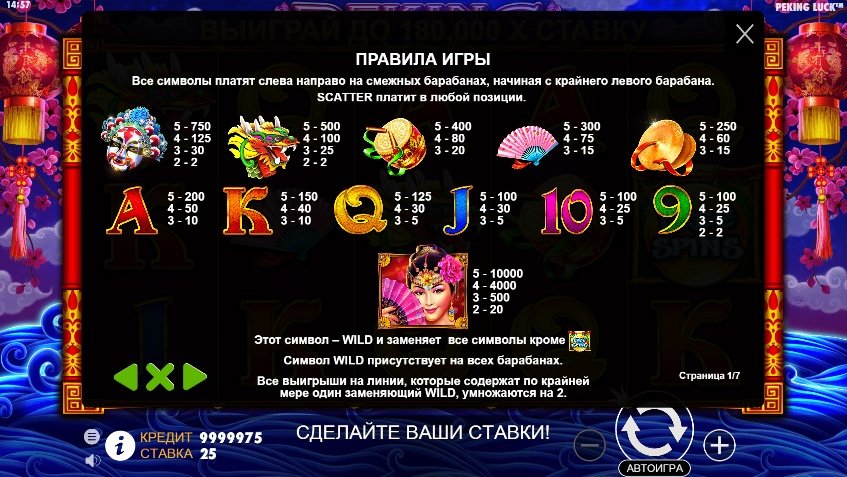 14:57
PEKING LUCK™
ВЫИГРАЙ ДО 180,000 X СТАВКУ
ПРАВИЛА ИГРЫ
Все символы платят слева направо на смежных барабанах, начиная с крайнего левого барабана.
SCATTER платит в любой позиции.
5 - 750 5 - 500 5 - 400 5 - 300 5 - 250
4 - 125 4 - 100 4 - 80 4 - 75 4 - 60
3 - 30 3 - 25 3 - 20 3 - 15 3 - 15
2 - 2 2 - 2
A K Q J 10 9
5 - 200 5 - 150 5 - 125 5 - 100 5 - 100 5 - 100
4 - 50 4 - 40 4 - 30 4 - 30 4 - 25 4 - 25
3 - 10 3 - 10 3 - 5 3 - 5 3 - 5 3 - 5
2 - 2
5 - 10000
4 - 4000
3 - 500
2 - 20
Этот символ – WILD и заменяет все символы кроме
Символ WILD присутствует на всех барабанах.
Все выигрыши на линии, которые содержат по крайней
мере один заменяющий WILD, умножаются на 2.
Страница 1/7
КРЕДИТ 9999975
СТАВКА 25
СДЕЛАЙТЕ ВАШИ СТАВКИ!
АВТОИГРА